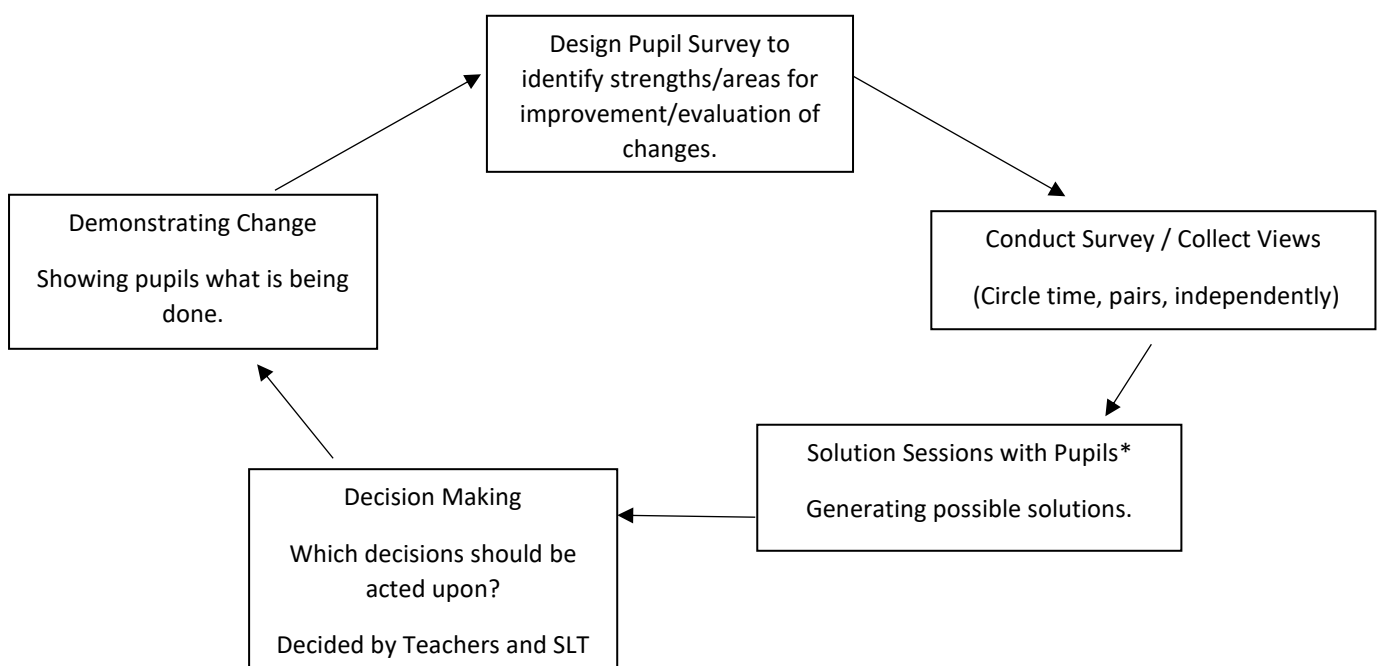 Design Pupil Survey to
identify strengths/areas for
improvement/evaluation of
changes.
Conduct Survey / Collect Views
(Circle time, pairs, independently)
Solution Sessions with Pupils*
Generating possible solutions.
Decision Making
Which decisions should be
acted upon?
Decided by Teachers and SLT
Demonstrating Change
Showing pupils what is being
done.